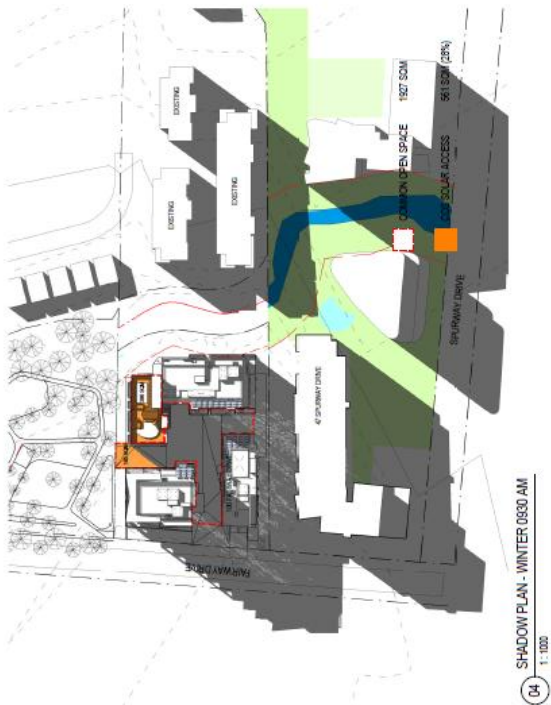 EXISTING
EXISTING
EXISTING
COMMON OPEN SPACE 1927 SQM
COS SOLAR ACCESS 561 SQM (28%)
SPURWAY DRIVE
47 SPURWAY DRIVE
FAIRWAY DRIVE
04 SHADOW PLAN - WINTER 0930 AM
1 : 1000